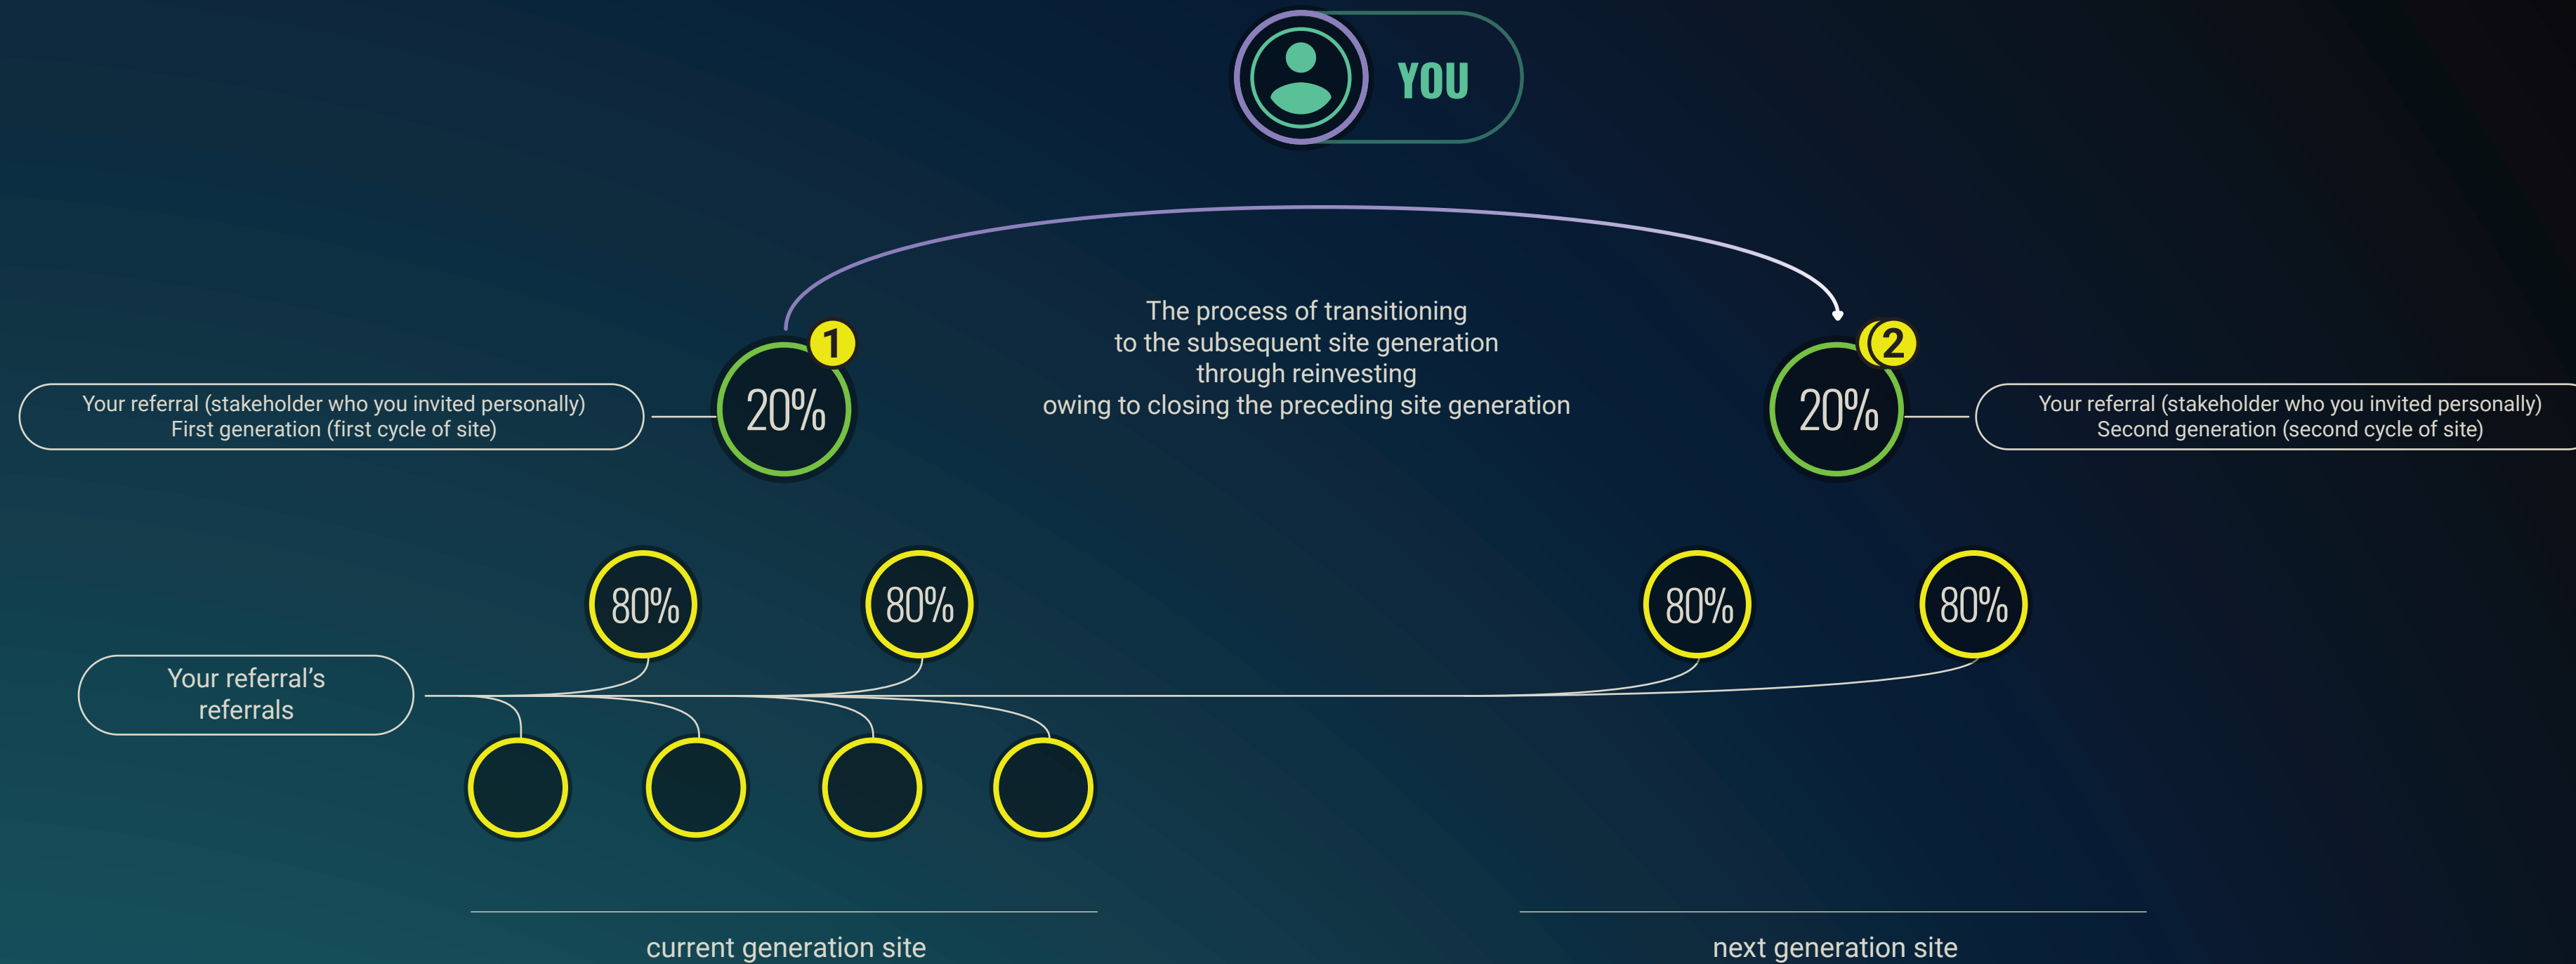 YOU
The process of transitioning
to the subsequent site generation
through reinvesting
owing to closing the preceding site generation
1
2
20%
20%
Your referral (stakeholder who you invited personally)
First generation (first cycle of site)
Your referral (stakeholder who you invited personally)
Second generation (second cycle of site)
80%
80%
80%
80%
Your referral’s
referrals
current generation site
next generation site